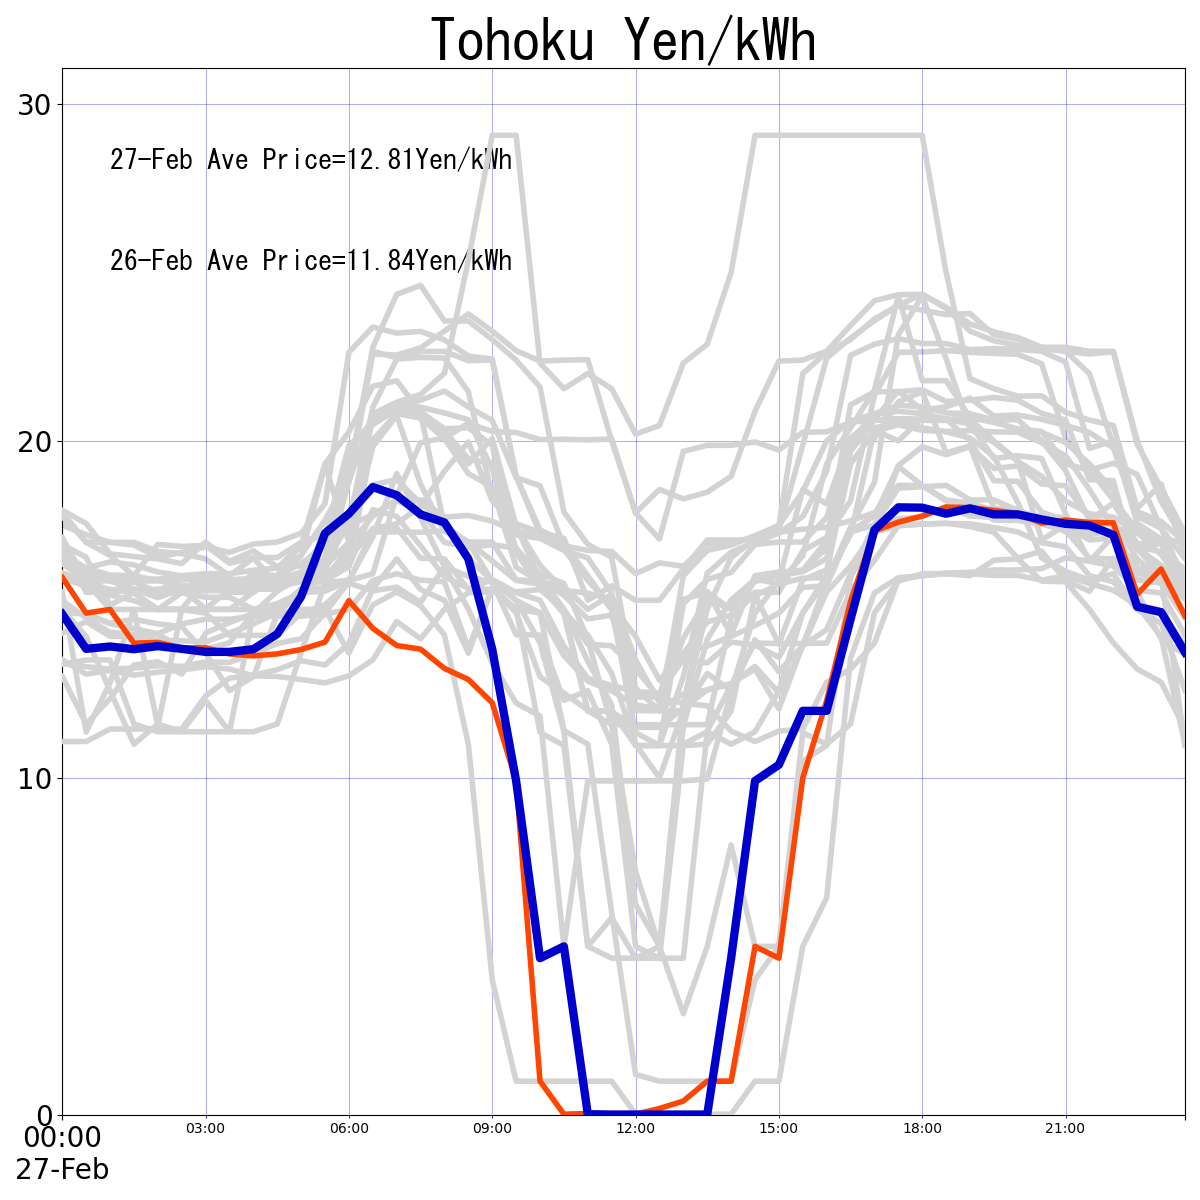 Tohoku Yen/kWh
30
27-Feb Ave Price=12.81Yen/kWh
26-Feb Ave Price=11.84Yen/kWh
20
10
0
00:00 03:00 06:00 09:00 12:00 15:00 18:00 21:00
27-Feb